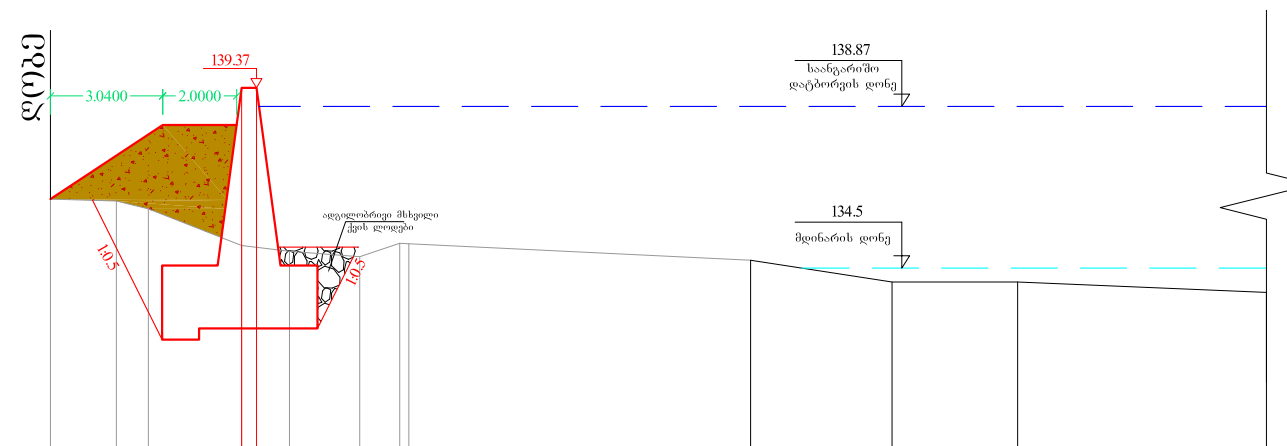 ღობე
139.37
3.0400
2.0000
138.87
საანგარიშო
დატბორვის დონე
ადგილობრივი მსხვილი
ქვის ლოდები
134.5
მდინარის დონე
1:0.5
1:0.5